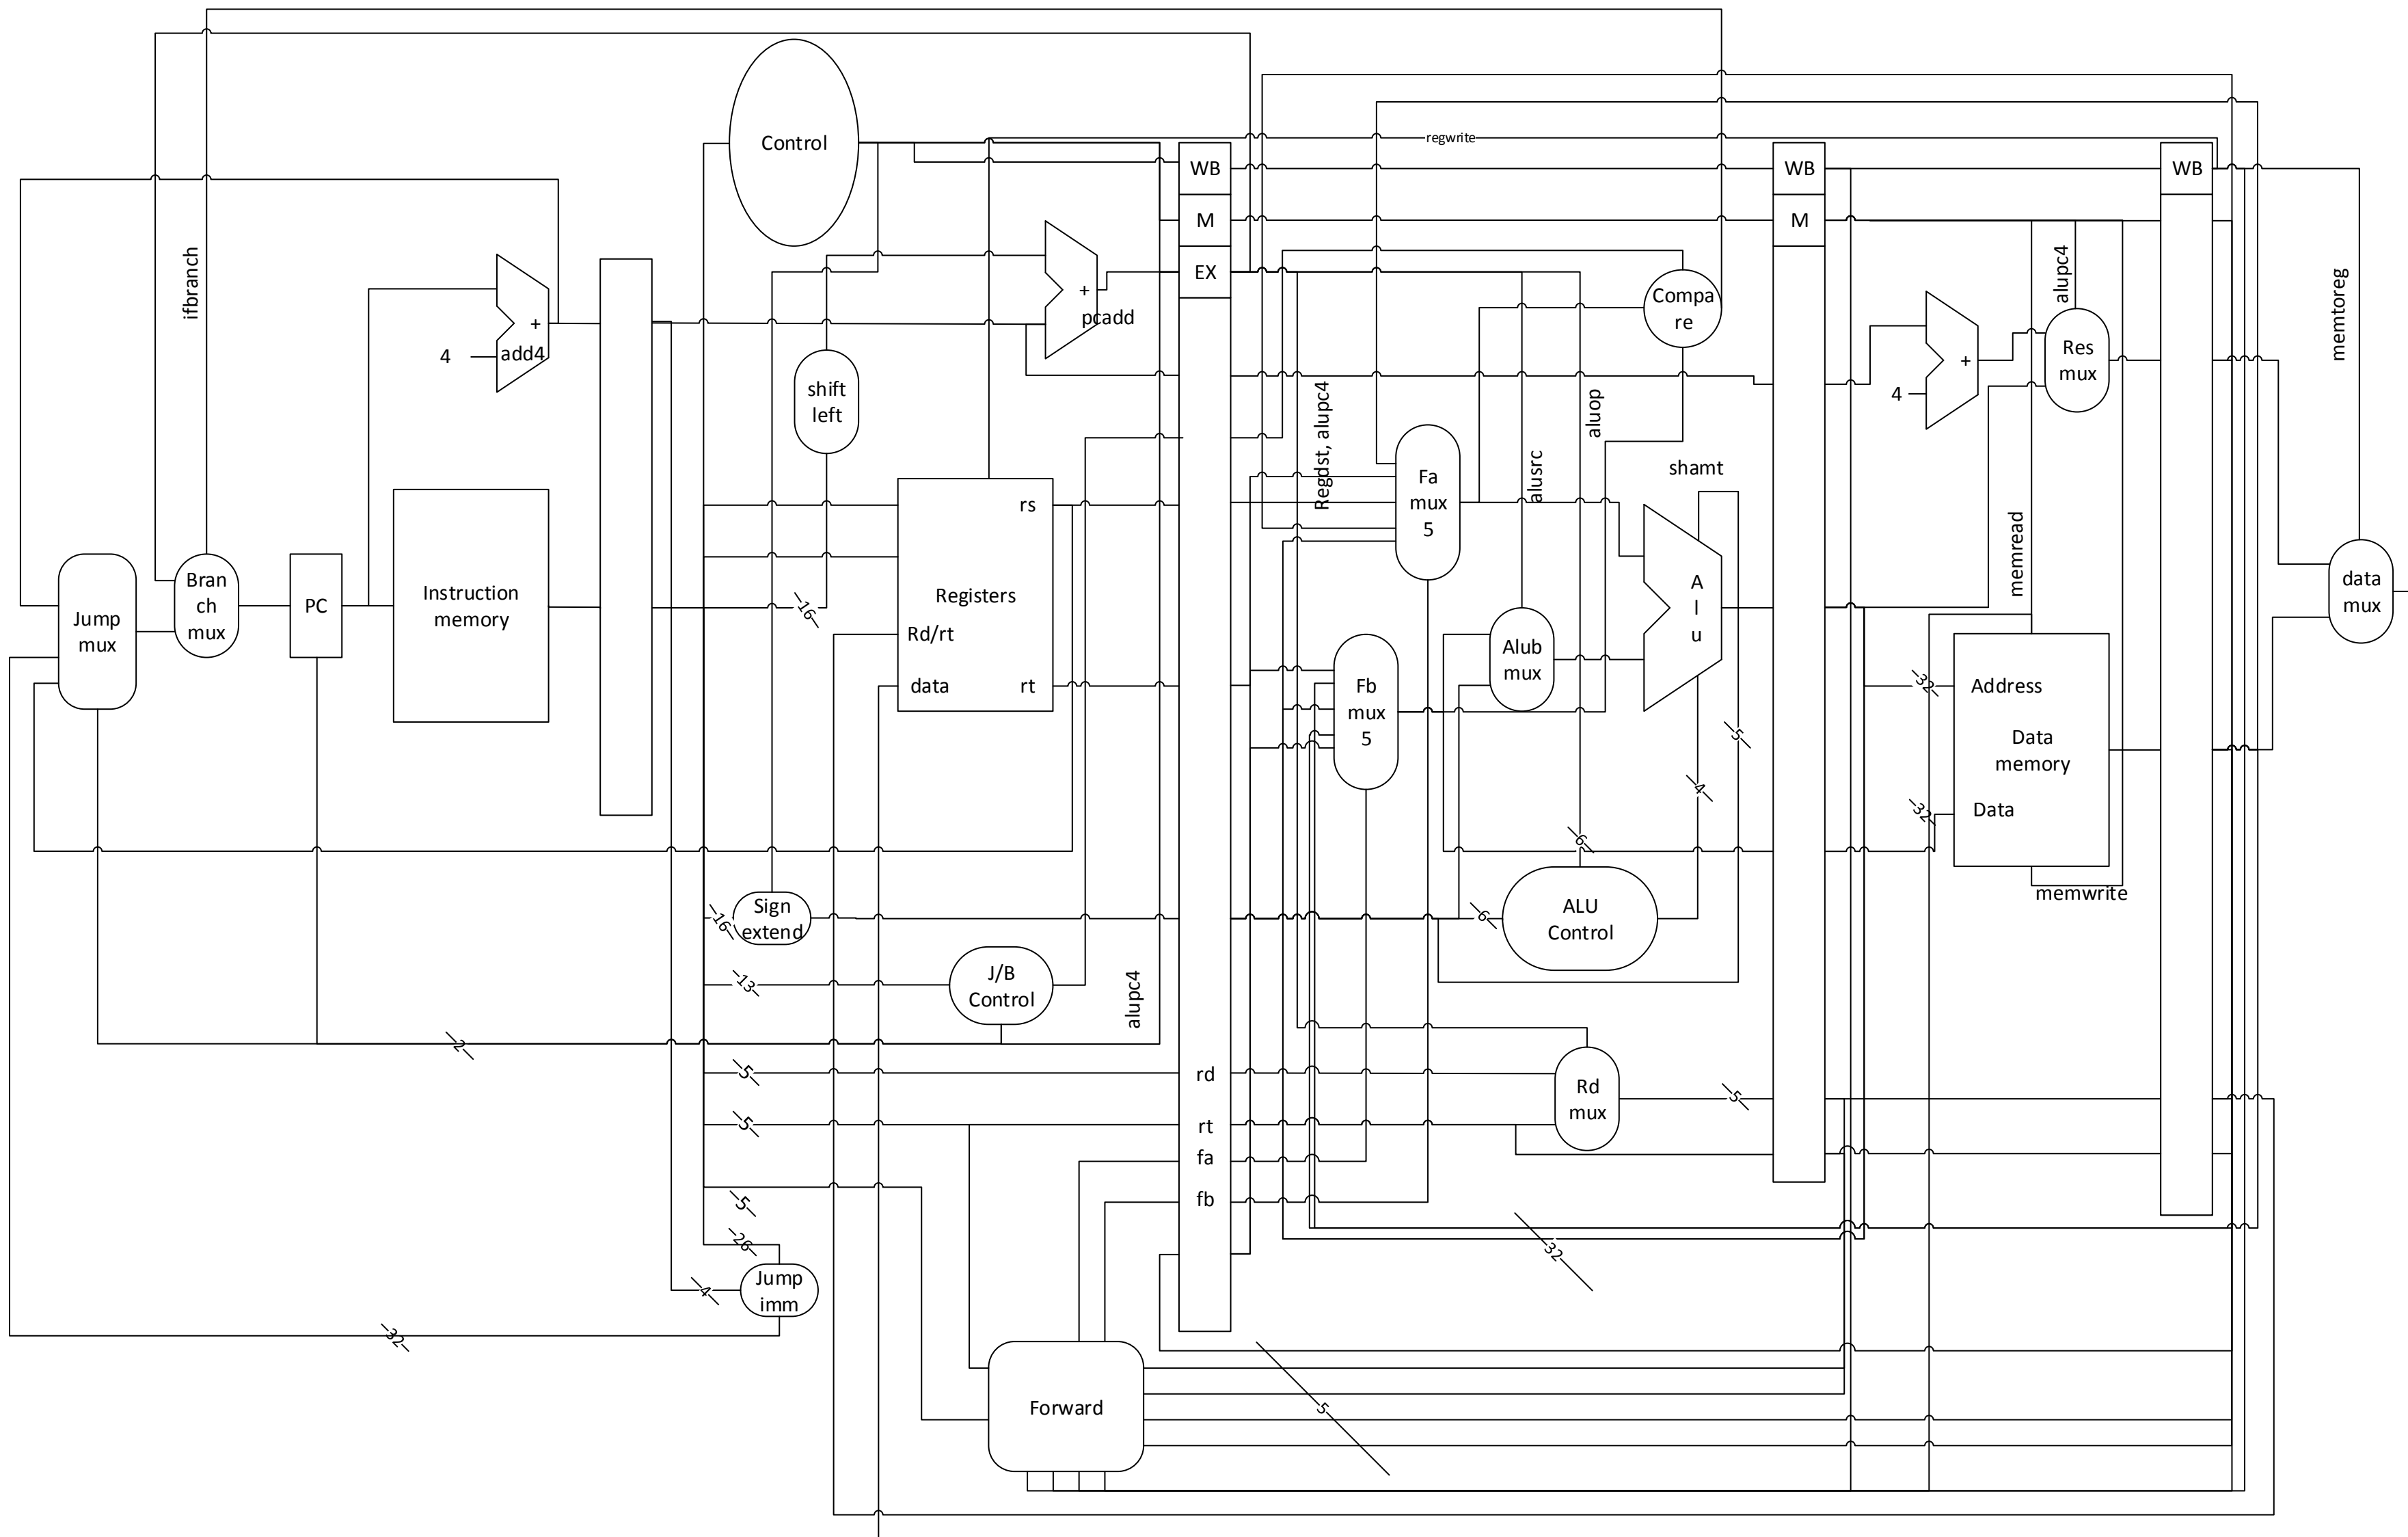 Control
regwrite
WB
WB
WB
M
M
EX
ifbranch
+
pcadd
Compa
re
alupc4
memtoreg
+
add4
4
shift
left
Regdst, alupc4
aluop
+
4
Res
mux
alusrc
shamt
Fa
mux
5
rs
Instruction
memory
Registers
Rd/rt
data
rt
-16-
Jump
mux
Bran
ch
mux
PC
A
l
u
memread
data
mux
Alub
mux
Fb
mux
5
-32-
Address
Data
memory
Data
-32-
-5-
-4-
-6-
memwrite
-16-
Sign
extend
-6-
ALU
Control
-13-
J/B
Control
alupc4
-2-
-5-
rd
Rd
mux
-5-
-5-
rt
fa
-5-
fb
-26-
32
-4-
Jump
imm
-32-
Forward
5